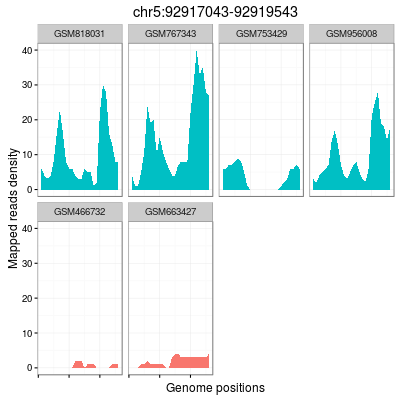 chr5:92917043-92919543
GSM818031 GSM767343 GSM753429 GSM956008
40
30
20
10
0
Mapped reads density
GSM466732 GSM663427
40
30
20
10
0
Genome positions